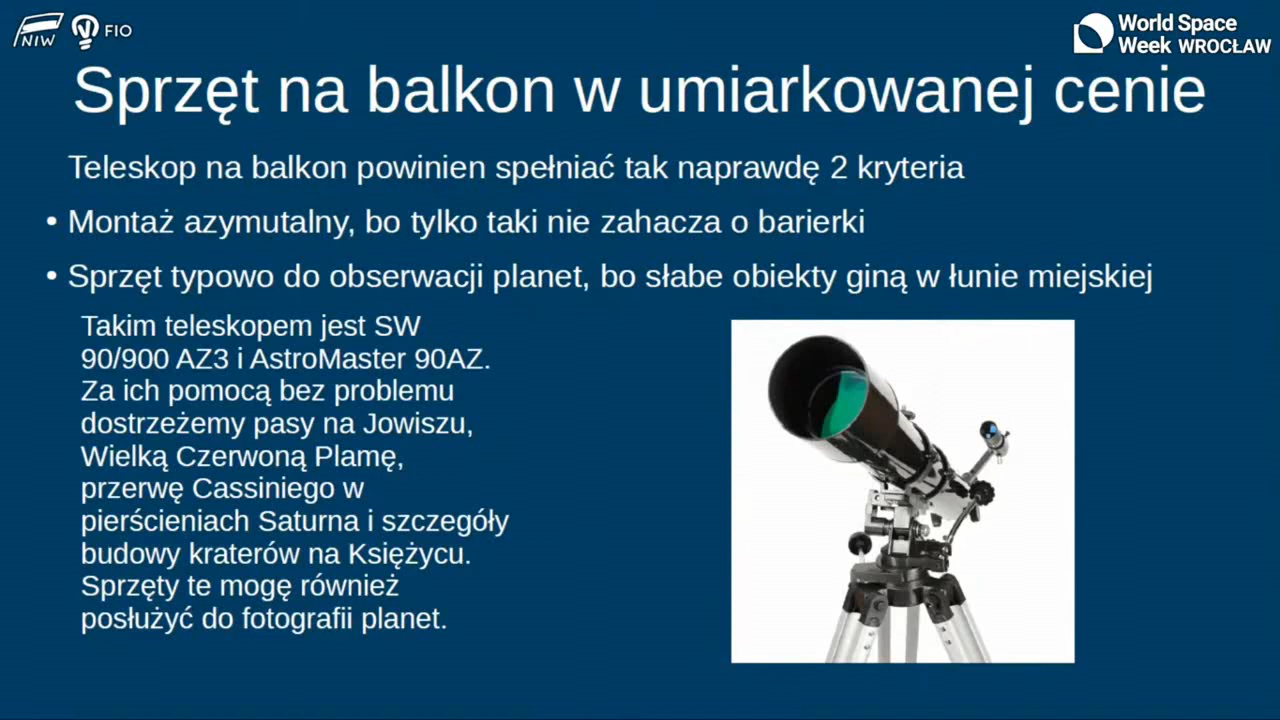 NIW
FIO
World Space
Week WROCŁAW
Sprzęt na balkon w umiarkowanej cenie
Teleskop na balkon powinien spełniać tak naprawdę 2 kryteria
• Montaż azymutalny, bo tylko taki nie zahacza o barierki
• Sprzęt typowo do obserwacji planet, bo słabe obiekty giną w łunie miejskiej
Takim teleskopem jest SW
90/900 AZ3 i AstroMaster 90AZ.
Za ich pomocą bez problemu
dostrzeżemy pasy na Jowiszu,
Wielką Czerwoną Plamę,
przerwę Cassiniego w
pierścieniach Saturna i szczegóły
budowy kraterów na Księżycu.
Sprzęty te mogę również
posłużyć do fotografii planet.